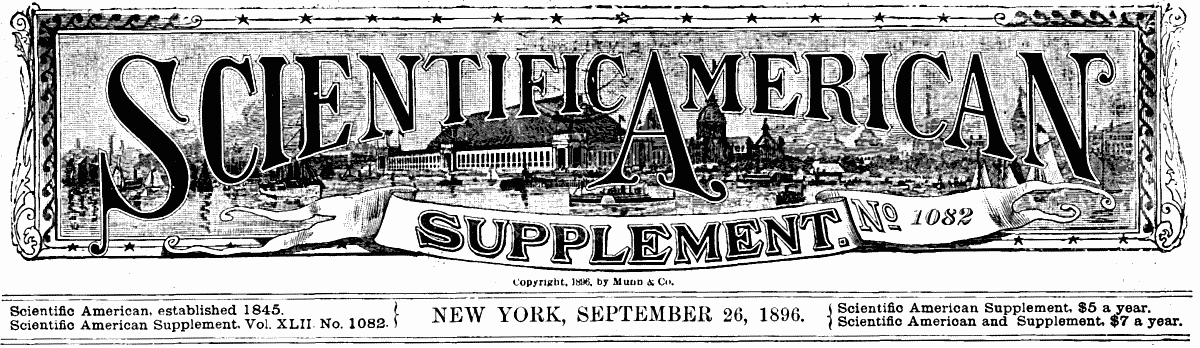 SCIENTIFIC AMERICAN
SUPPLEMENT. No 1082
Copyright, 1896, by Munn & Co.
Scientific American, established 1845.
Scientific American Supplement, Vol. XLII. No. 1082.
NEW YORK, SEPTEMBER 26, 1896.
Scientific American Supplement, $5 a year.
Scientific American and Supplement, $7 a year.